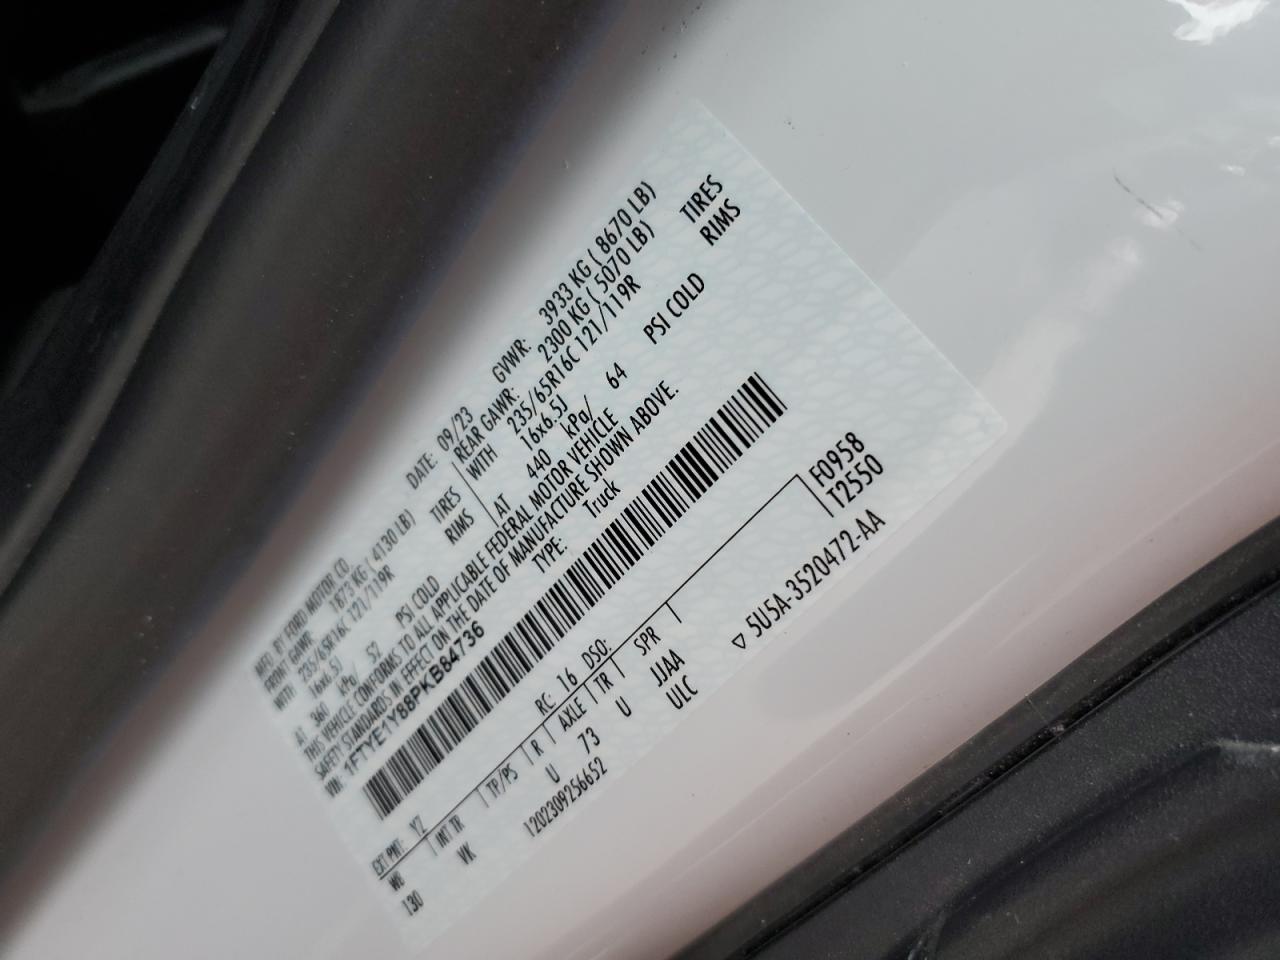 MFD. BY FORD MOTOR CO.
DATE: 09/23 GVWR: 3933 KG ( 8670 LB)
FRONT GAWR: 1873 KG ( 4130 LB) REAR GAWR: 2300 KG ( 5070 LB)
WITH 235/65R16C 121/119R TIRES WITH 235/65R16C 121/119R TIRES
16x6.5J RIMS 16x6.5J RIMS
AT 360 kPa/ 52 PSI COLD AT 440 kPa/ 64 PSI COLD
THIS VEHICLE CONFORMS TO ALL APPLICABLE FEDERAL MOTOR VEHICLE
SAFETY STANDARDS IN EFFECT ON THE DATE OF MANUFACTURE SHOWN ABOVE.
VIN: 1FTYE1Y88PKB84736 TYPE: Truck
F0958
T2550
EXT PNT: YZ RC: 16 DSO:
WB INT TR TP/PS R AXLE TR SPR
130 VK U 73 U JJAA
1202309256652 ULC
▽ 5U5A-3520472-AA